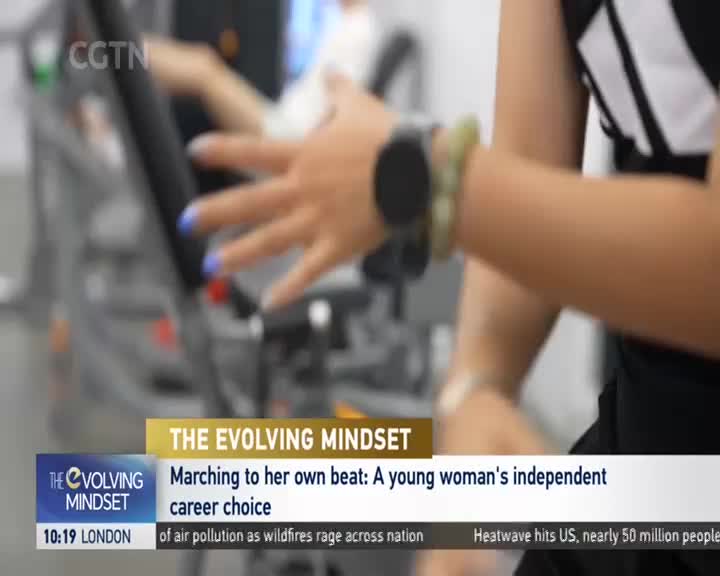 CGTN
THE EVOLVING MINDSET
THE eVOLVING
MINDSET
Marching to her own beat: A young woman's independent
career choice
10:19 LONDON
of air pollution as wildfires rage across nation
Heatwave hits US, nearly 50 million people